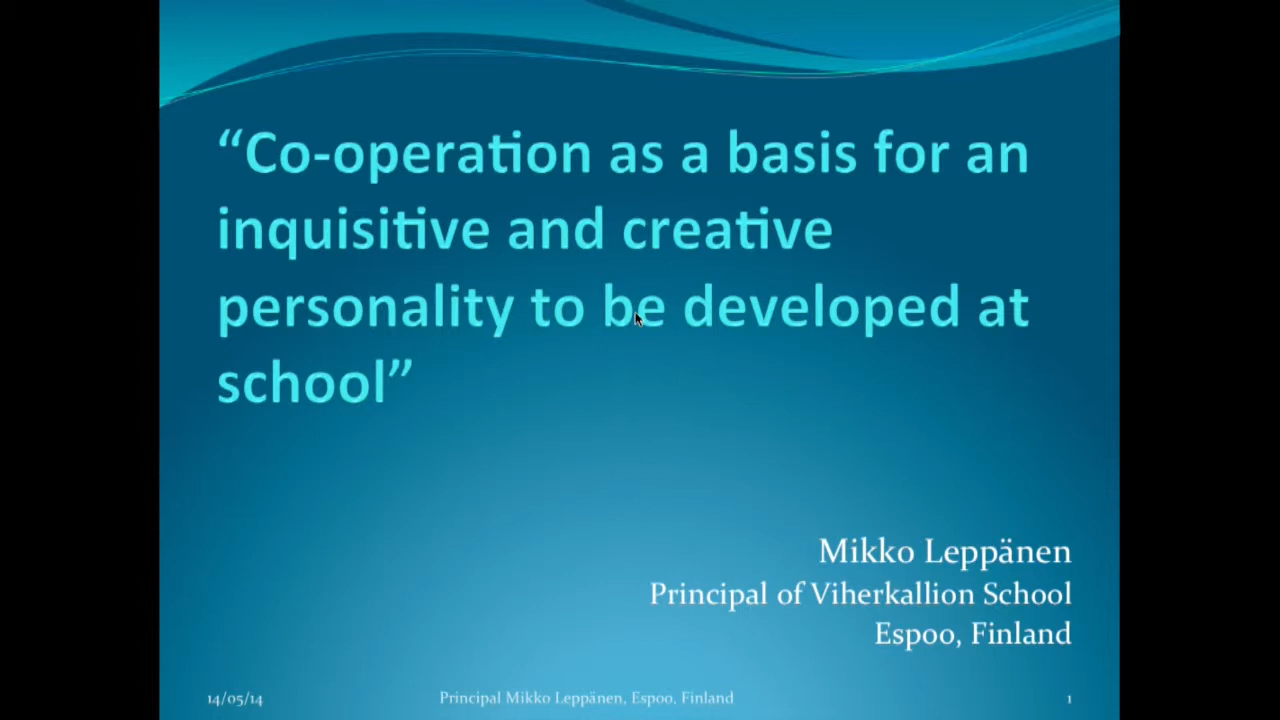 “Co-operation as a basis for an
inquisitive and creative
personality to be developed at
school”
Mikko Leppänen
Principal of Viherkallion School
Espoo, Finland
14/05/14
Principal Mikko Leppänen, Espoo, Finland
1